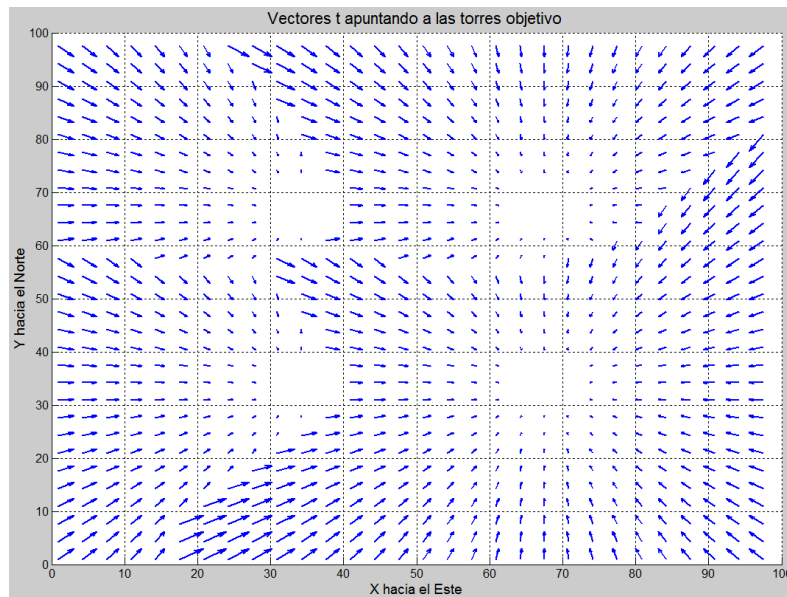 Vectores t apuntando a las torres objetivo
100
90
80
70
60
50
40
30
20
10
0
Y hacia el Norte
0 10 20 30 40 50 60 70 80 90 100
X hacia el Este